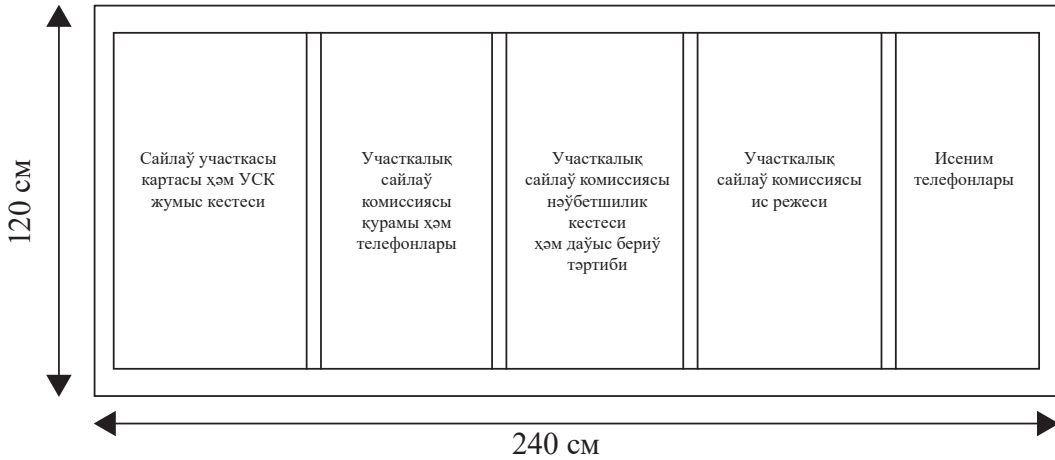 120 см
Сайлаў участкасы
картасы ҳәм УСК
жумыс кестеси
Участкалық
сайлаў
комиссиясы
қурамы ҳәм
телефонлары
Участкалық
сайлаў комиссиясы
нәўбетшилик
кестеси
ҳәм даўыс бериў
тәртиби
Участкалық
сайлаў комиссиясы
ис режеси
Исеним
телефонлары
240 см